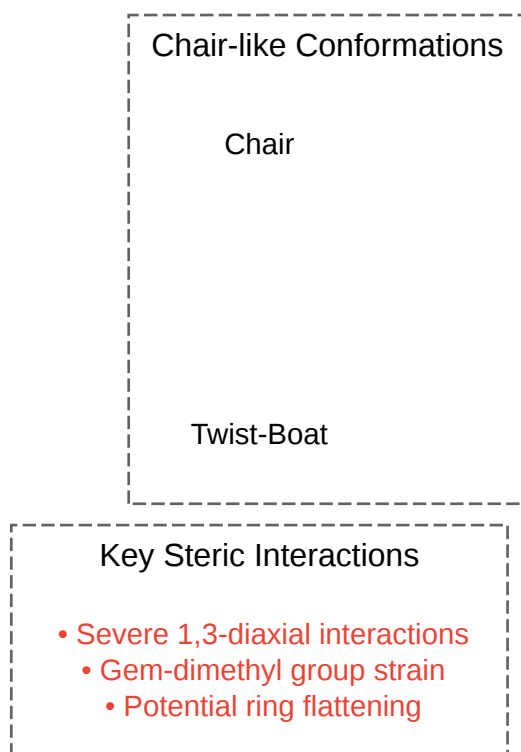 Chair-like Conformations
Chair
Twist-Boat
Key Steric Interactions
• Severe 1,3-diaxial interactions
• Gem-dimethyl group strain
• Potential ring flattening